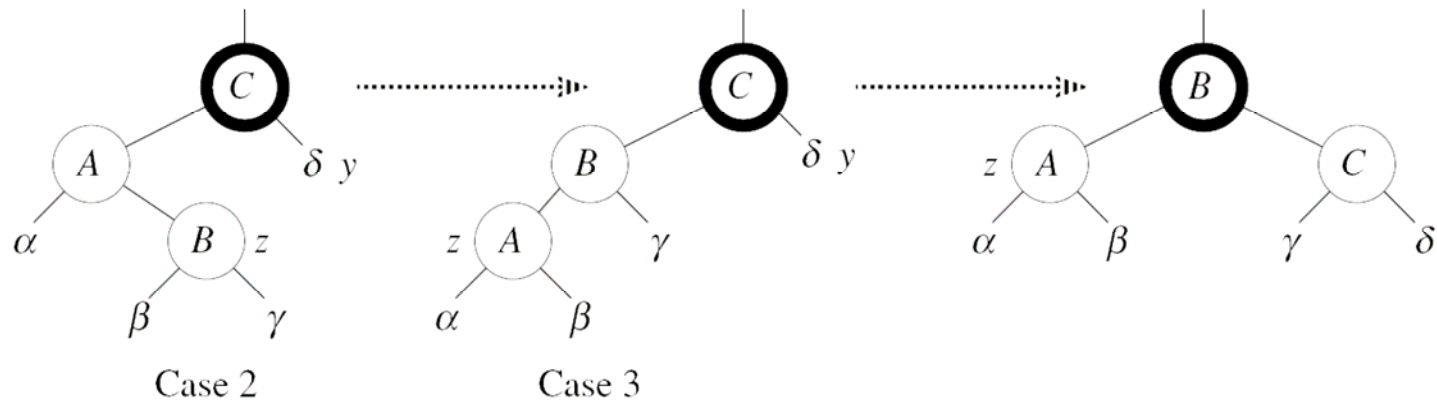 C C B
A B z A C
δ y δ y
α B z z A γ α β γ δ
β γ α β
Case 2 Case 3